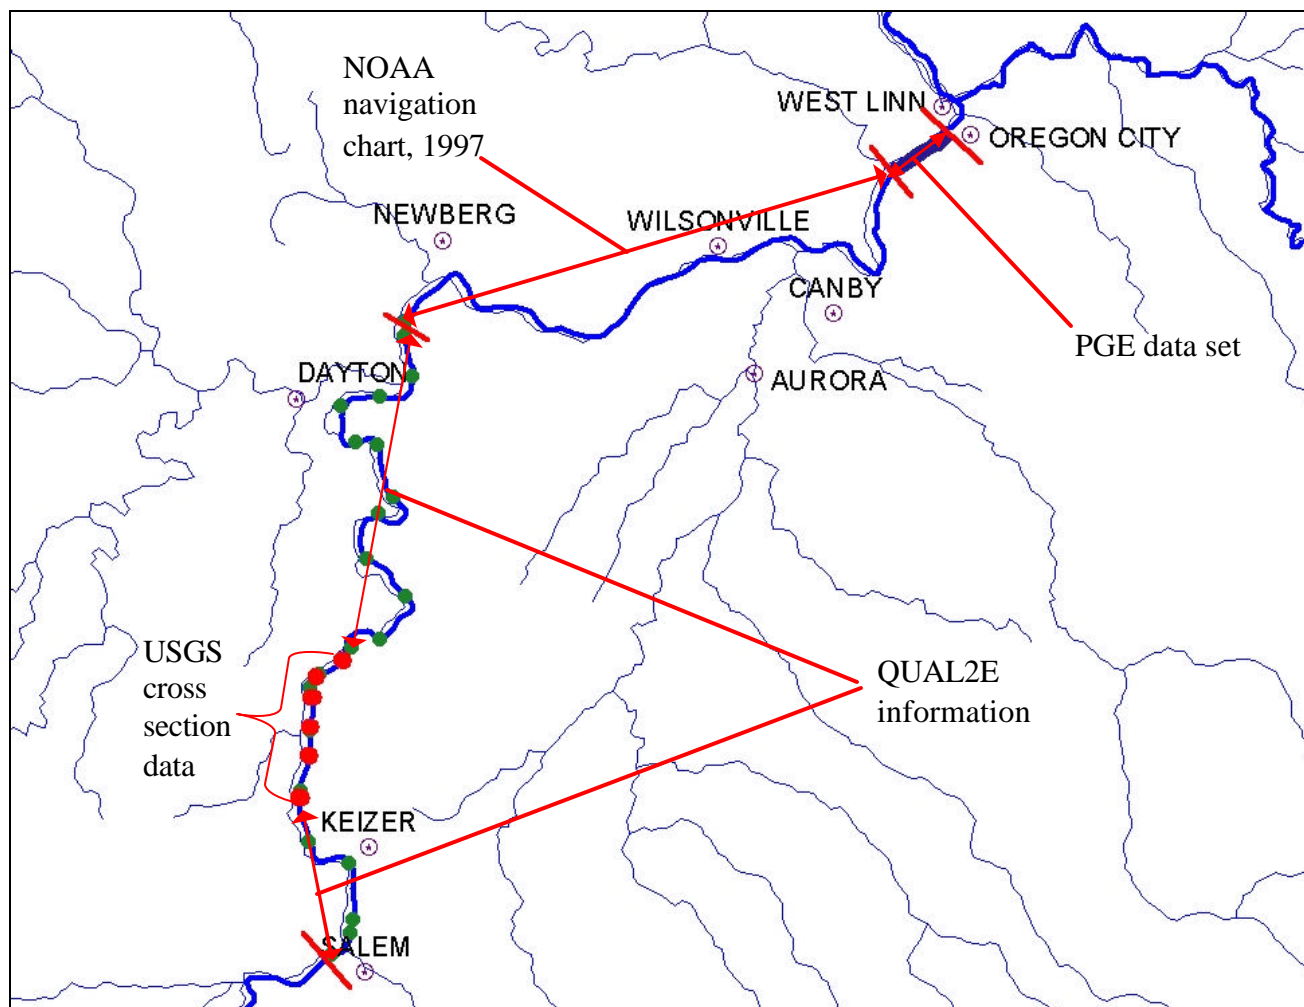 NOAA
navigation
chart, 1997
WEST LINN
OREGON CITY
NEWBERG
WILSONVILLE
CANBY
PGE data set
DAYTON
AURORA
USGS
cross
section
data
QUAL2E
information
KEIZER
SALEM